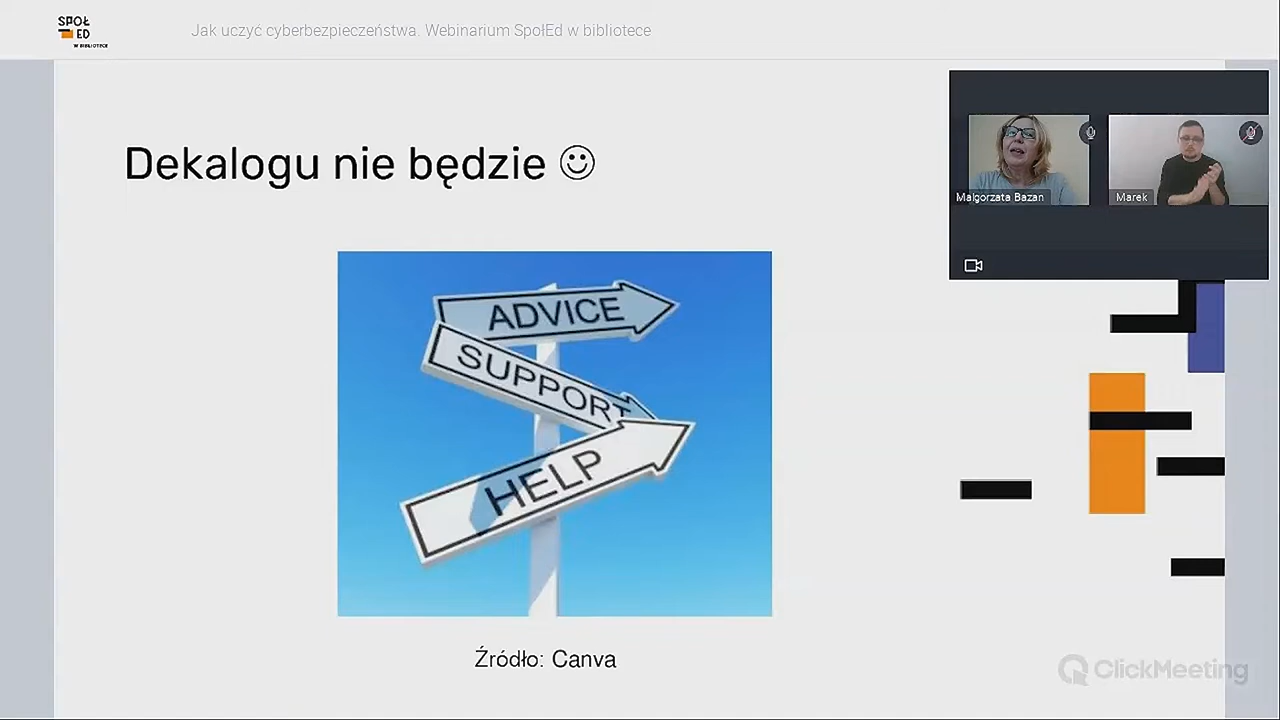 SPOŁ
ED
W BIBLIOTECE
Jak uczyć cyberbezpieczeństwa. Webinarium SpołEd w bibliotece
Dekalogu nie będzie ☺
Malgorzata Bazan
Marek
ADVICE
SUPPORT
HELP
Źródło: Canva
ClickMeeting